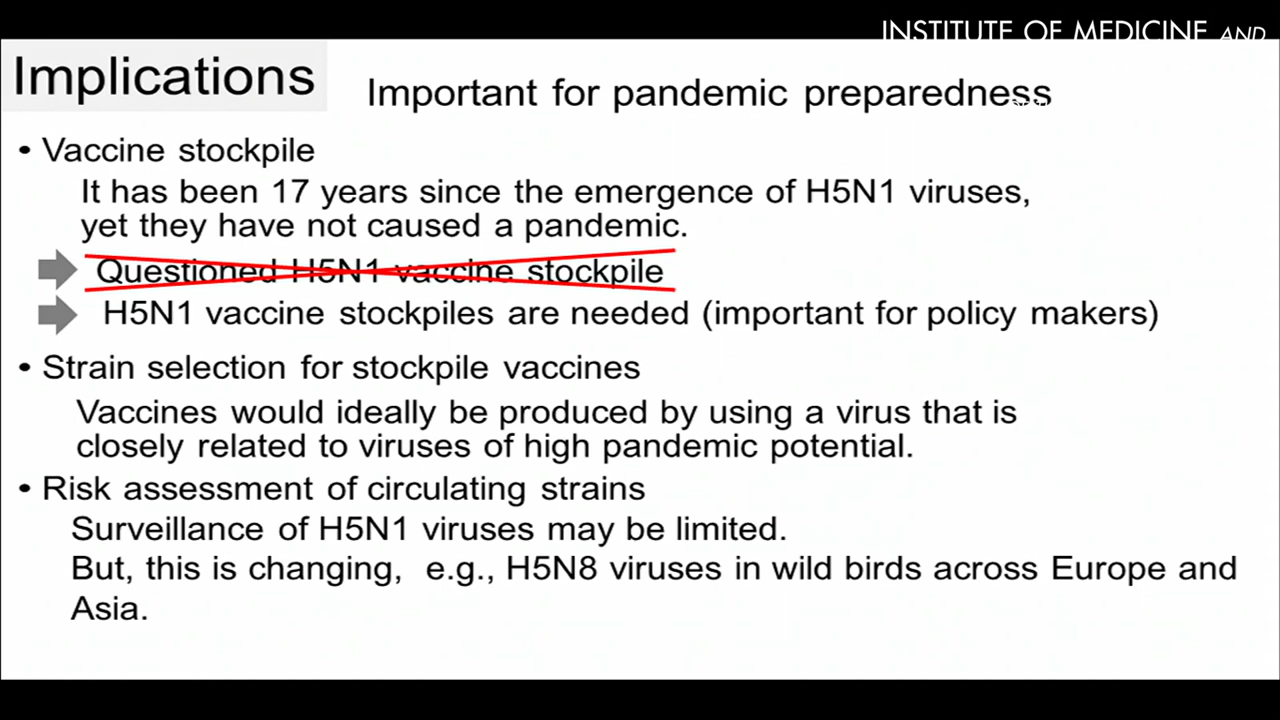 INSTITUTE OF MEDICINE AND
Implications
Important for pandemic preparedness
• Vaccine stockpile
It has been 17 years since the emergence of H5N1 viruses,
yet they have not caused a pandemic.
Questioned H5N1 vaccine stockpile
H5N1 vaccine stockpiles are needed (important for policy makers)
• Strain selection for stockpile vaccines
Vaccines would ideally be produced by using a virus that is
closely related to viruses of high pandemic potential.
• Risk assessment of circulating strains
Surveillance of H5N1 viruses may be limited.
But, this is changing, e.g., H5N8 viruses in wild birds across Europe and
Asia.